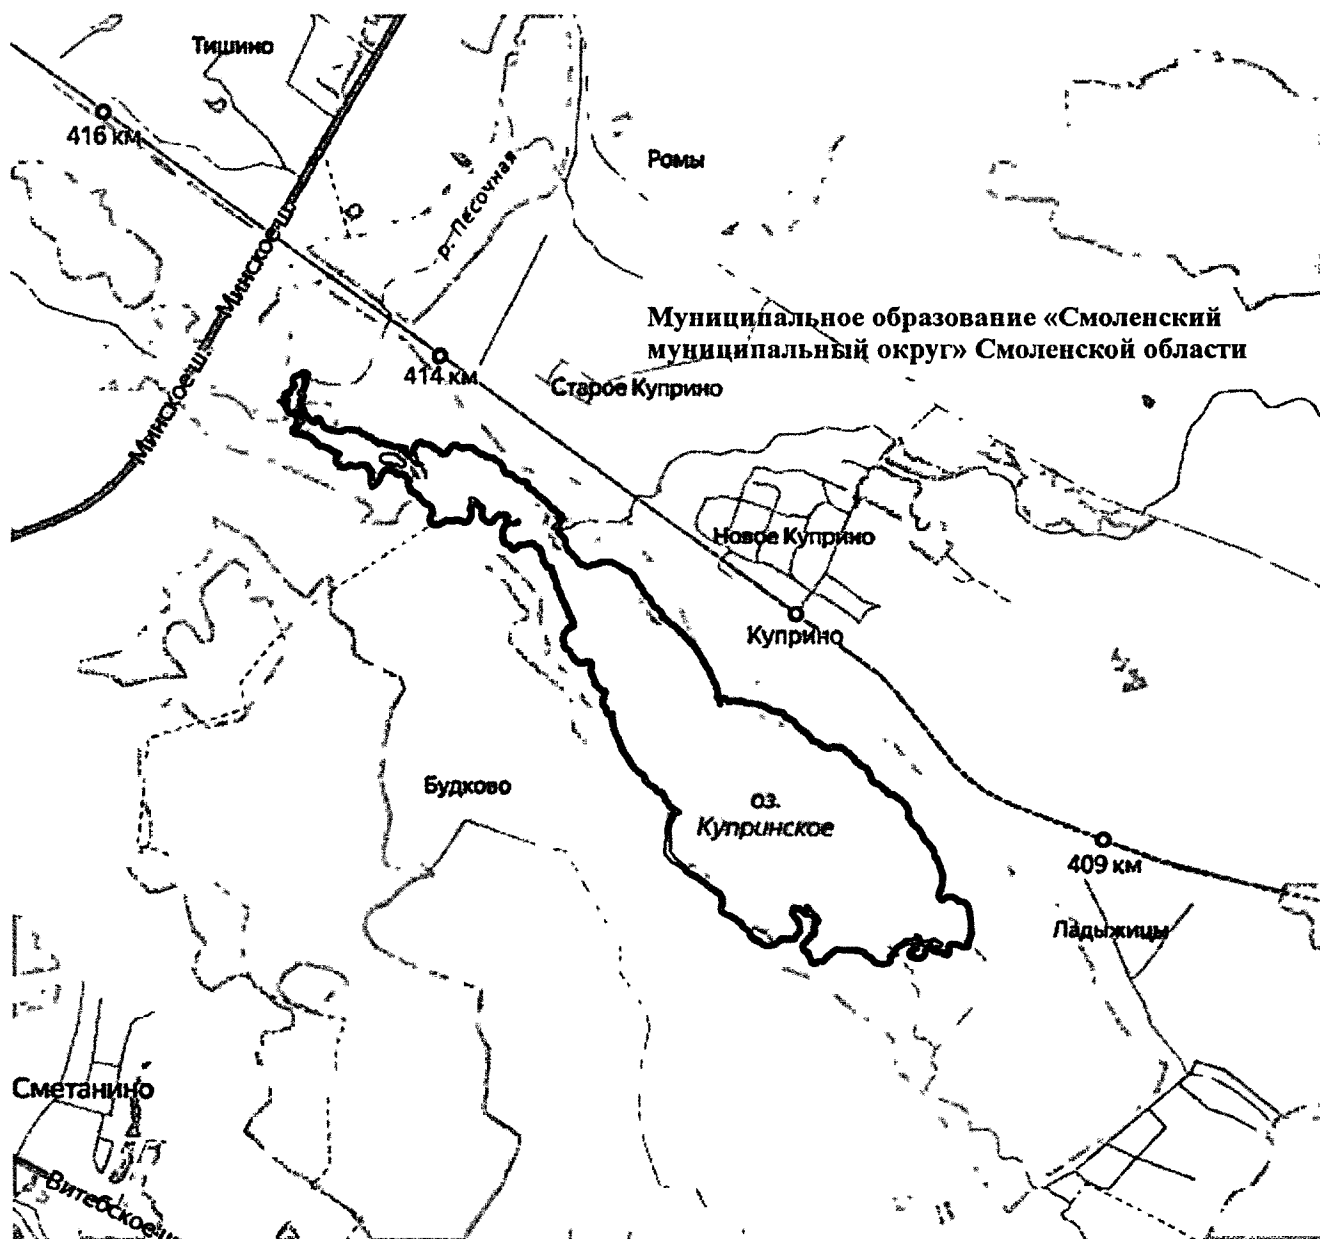 Тишино
416 км
Ромы
р. Песочная
Минское ш.
Муниципальное образование «Смоленский
муниципальный округ» Смоленской области
Минское ш.
414 км
Старое Куприно
Новое Куприно
Куприно
Будково
оз.
Купринское
409 км
Ладыжицы
Сметанино
Витебское ш